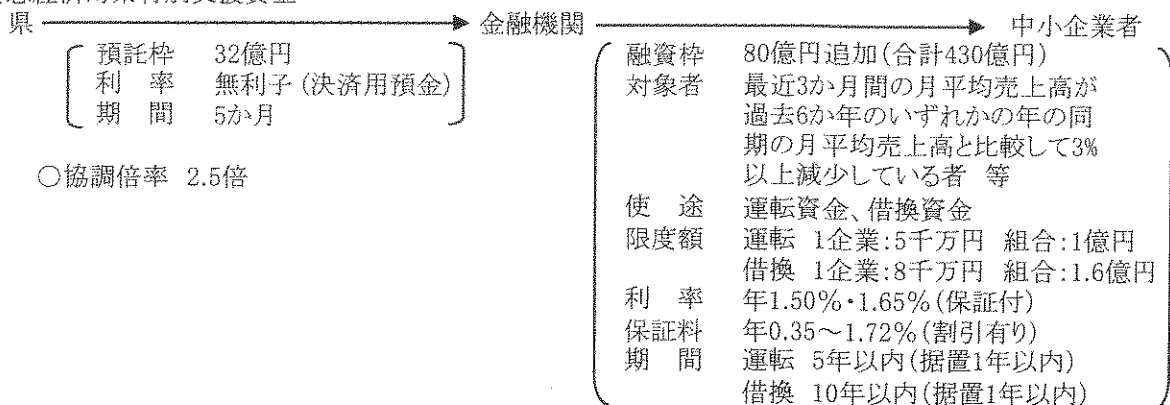 県 金融機関 中小企業者
預託枠 32億円
利 率 無利子(決済用預金)
期 間 5か月
○協調倍率 2.5倍
融資枠 80億円追加(合計430億円)
対象者 最近3か月間の月平均売上高が
過去6か年のいずれかの年の同
期の月平均売上高と比較して3%
以上減少している者 等
使 途 運転資金、借換資金
限度額 運転 1企業:5千万円 組合:1億円
借換 1企業:8千万円 組合:1.6億円
利 率 年1.50%・1.65%(保証付)
保証料 年0.35~1.72%(割引有り)
期 間 運転 5年以内(据置1年以内)
借換 10年以内(据置1年以内)